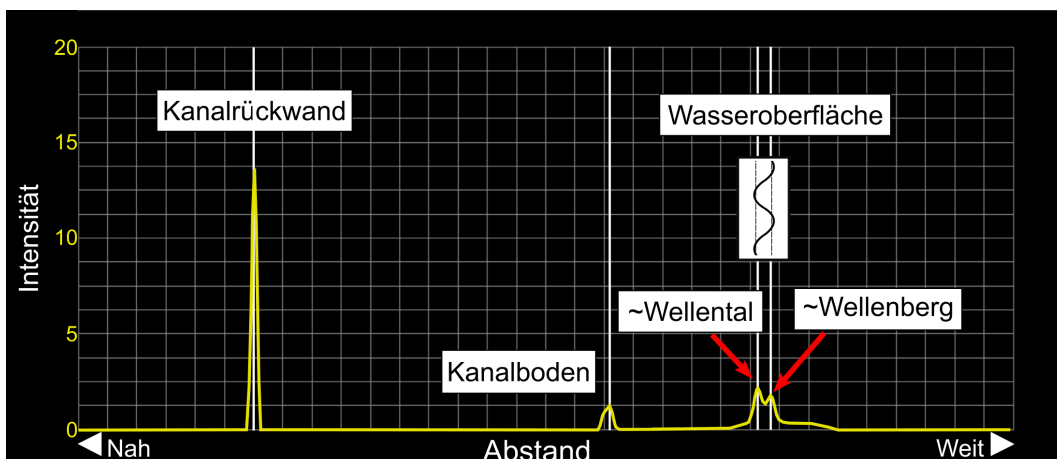 20
Kanalrückwand
Wasseroberfläche
15
Intensität
10
~Wellental
~Wellenberg
5
Kanalboden
0
Nah
Abstand
Weit